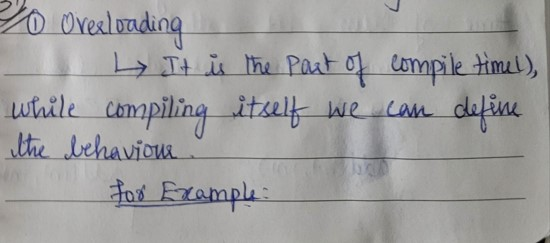 ① Overloading
↳ It is the part of compile time(),
while compiling itself we can define
the behaviour.
for Example: